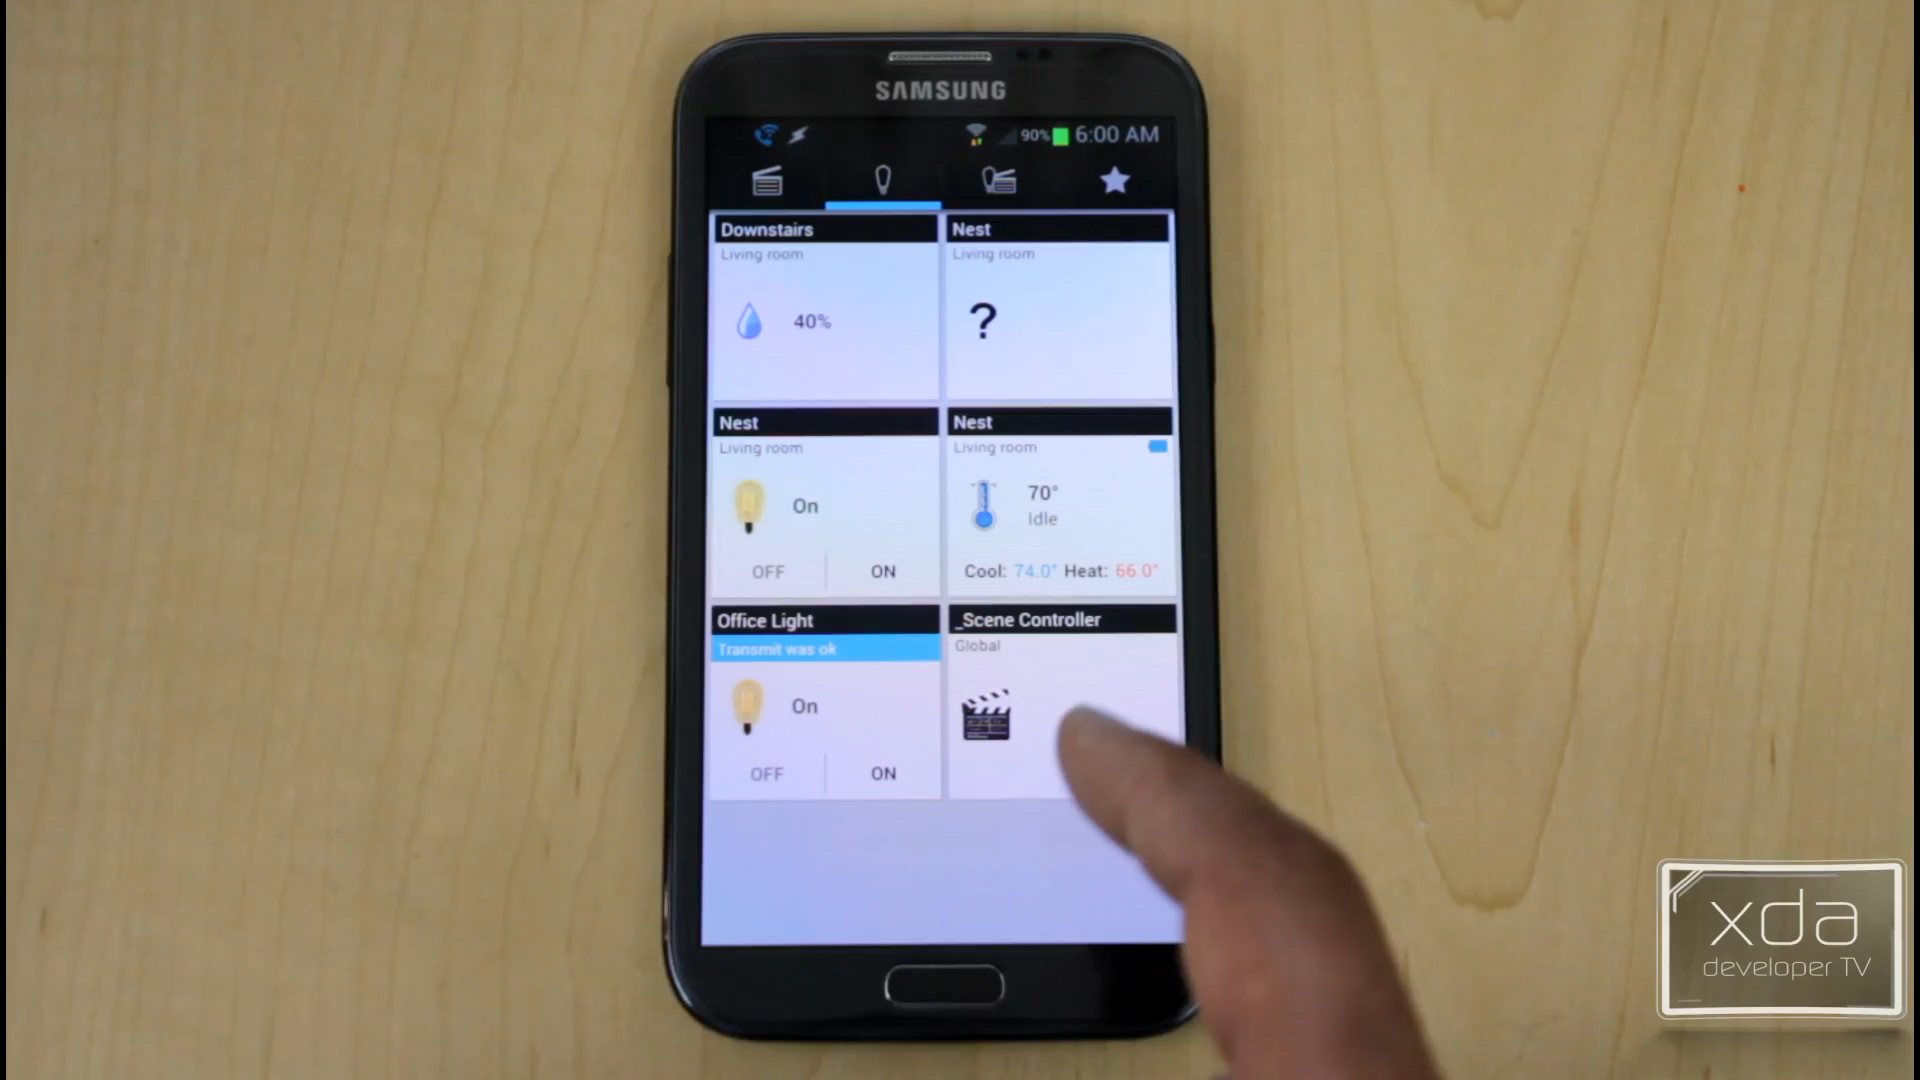 SAMSUNG
90% 6:00 AM
Downstairs
Living room
40%
Nest
Living room
?
Nest
Living room
On
OFF ON
Nest
Living room
70°
Idle
Cool: 74.0° Heat: 66.0°
Office Light
Transmit was ok
On
OFF ON
_Scene Controller
Global
xda
developer TV